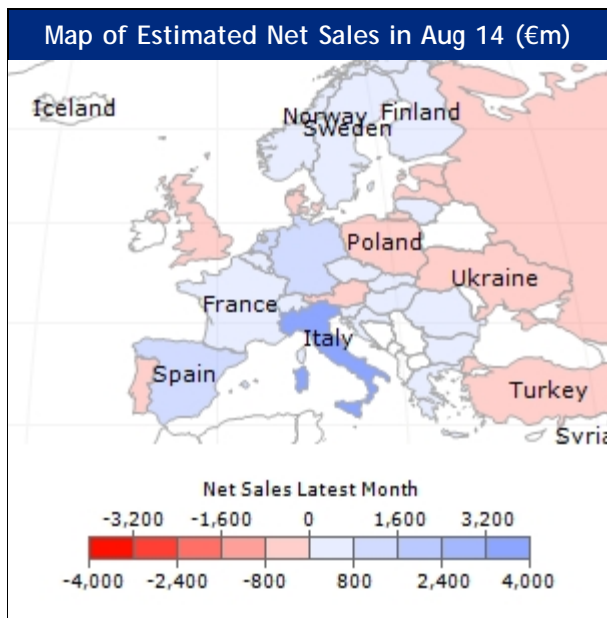 Map of Estimated Net Sales in Aug 14 (€m)
Iceland
Norway
Finland
Sweden
Poland
Ukraine
France
Italy
Spain
Turkey
Syria
Net Sales Latest Month
-3,200 -1,600 0 1,600 3,200
-4,000 -2,400 -800 800 2,400 4,000